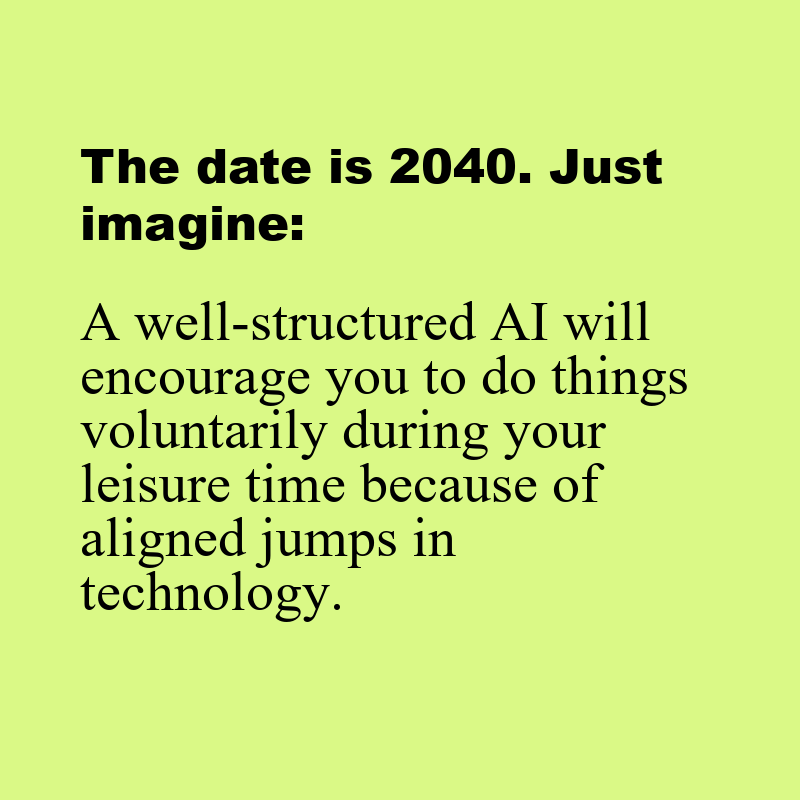 The date is 2040. Just
imagine:
A well-structured AI will
encourage you to do things
voluntarily during your
leisure time because of
aligned jumps in
technology.